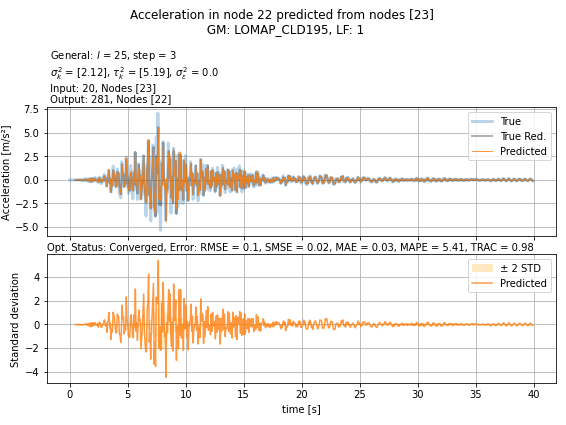 Acceleration in node 22 predicted from nodes [23]
GM: LOMAP_CLD195, LF: 1
General: l = 25, step = 3
σ²ₖ = [2.12], τ²ₖ = [5.19], σ²ε = 0.0
Input: 20, Nodes [23]
Output: 281, Nodes [22]
7.5
5.0
2.5
0.0
−2.5
−5.0
Acceleration [m/s²]
True
True Red.
Predicted
Opt. Status: Converged, Error: RMSE = 0.1, SMSE = 0.02, MAE = 0.03, MAPE = 5.41, TRAC = 0.98
4
2
0
−2
−4
Standard deviation
± 2 STD
Predicted
0 5 10 15 20 25 30 35 40
time [s]